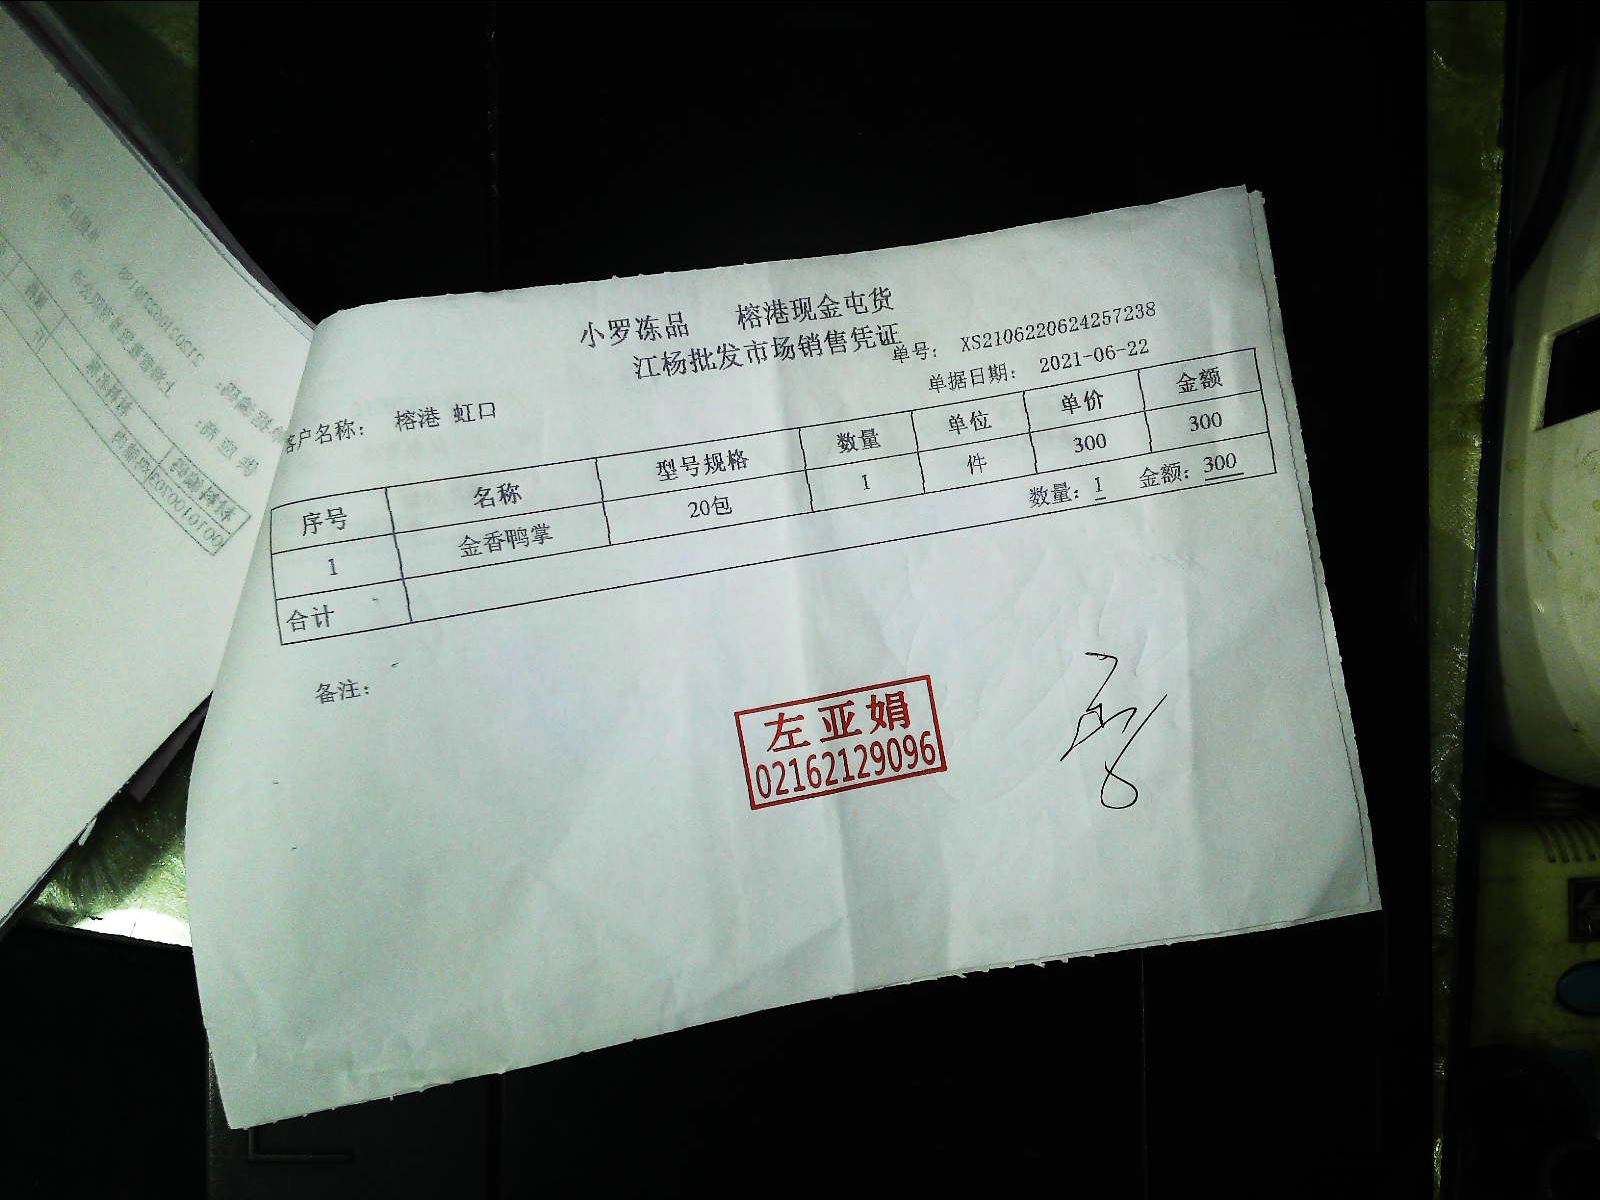 小罗冻品 榕港现金屯货
江杨批发市场销售凭证
单号: XS2106220624257238
客户名称: 榕港 虹口
单据日期: 2021-06-22
序号 名称 型号规格 数量 单位 单价 金额
1 金香鸭掌 20包 1 件 300 300
合计 数量: 1 金额: 300
备注:
左亚娟
02162129096